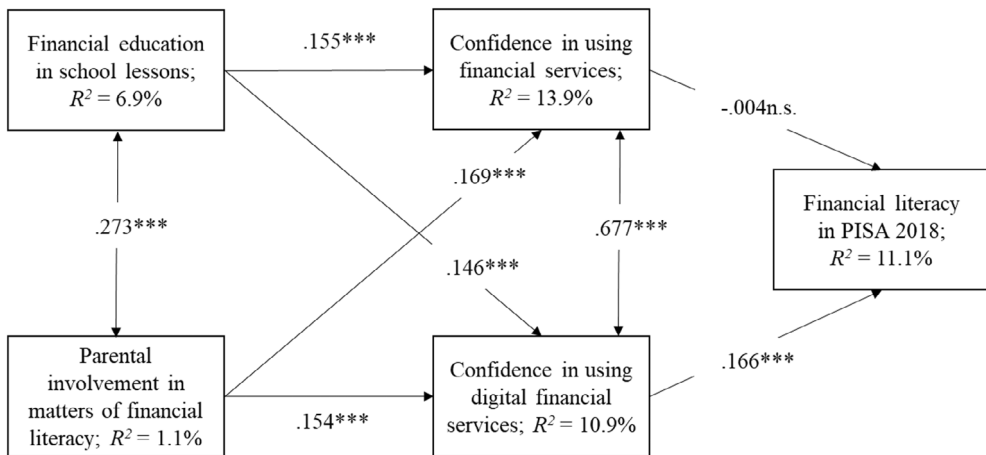 Financial education
in school lessons;
R² = 6.9%
.155***
Confidence in using
financial services;
R² = 13.9%
-.004n.s.
.169***
.273***
.677***
.146***
Financial literacy
in PISA 2018;
R² = 11.1%
Parental
involvement in
matters of financial
literacy; R² = 1.1%
.154***
Confidence in using
digital financial
services; R² = 10.9%
.166***